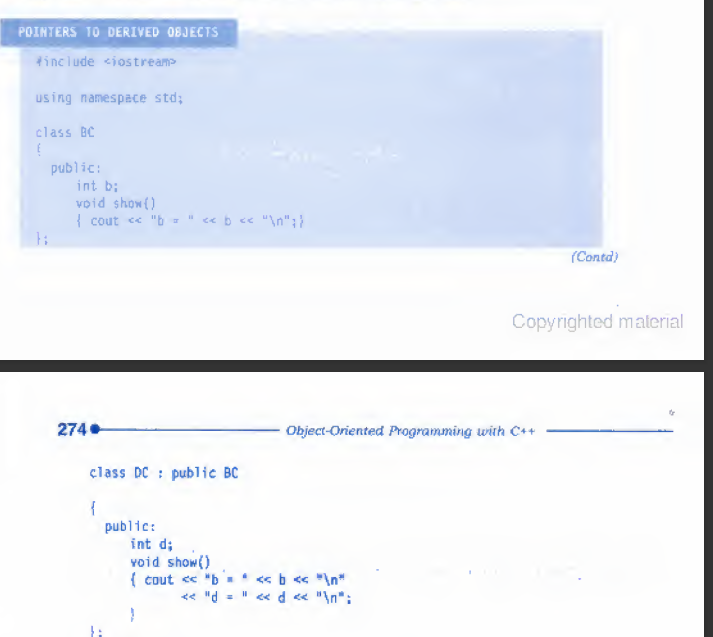 POINTERS TO DERIVED OBJECTS
#include <iostream>
using namespace std;
class BC
{
public:
int b;
void show()
{ cout << "b = " << b << "\n";}
};
(Contd)
Copyrighted material
274
Object-Oriented Programming with C++
class DC : public BC
{
public:
int d;
void show()
{ cout << "b = " << b << "\n"
<< "d = " << d << "\n";
}
};